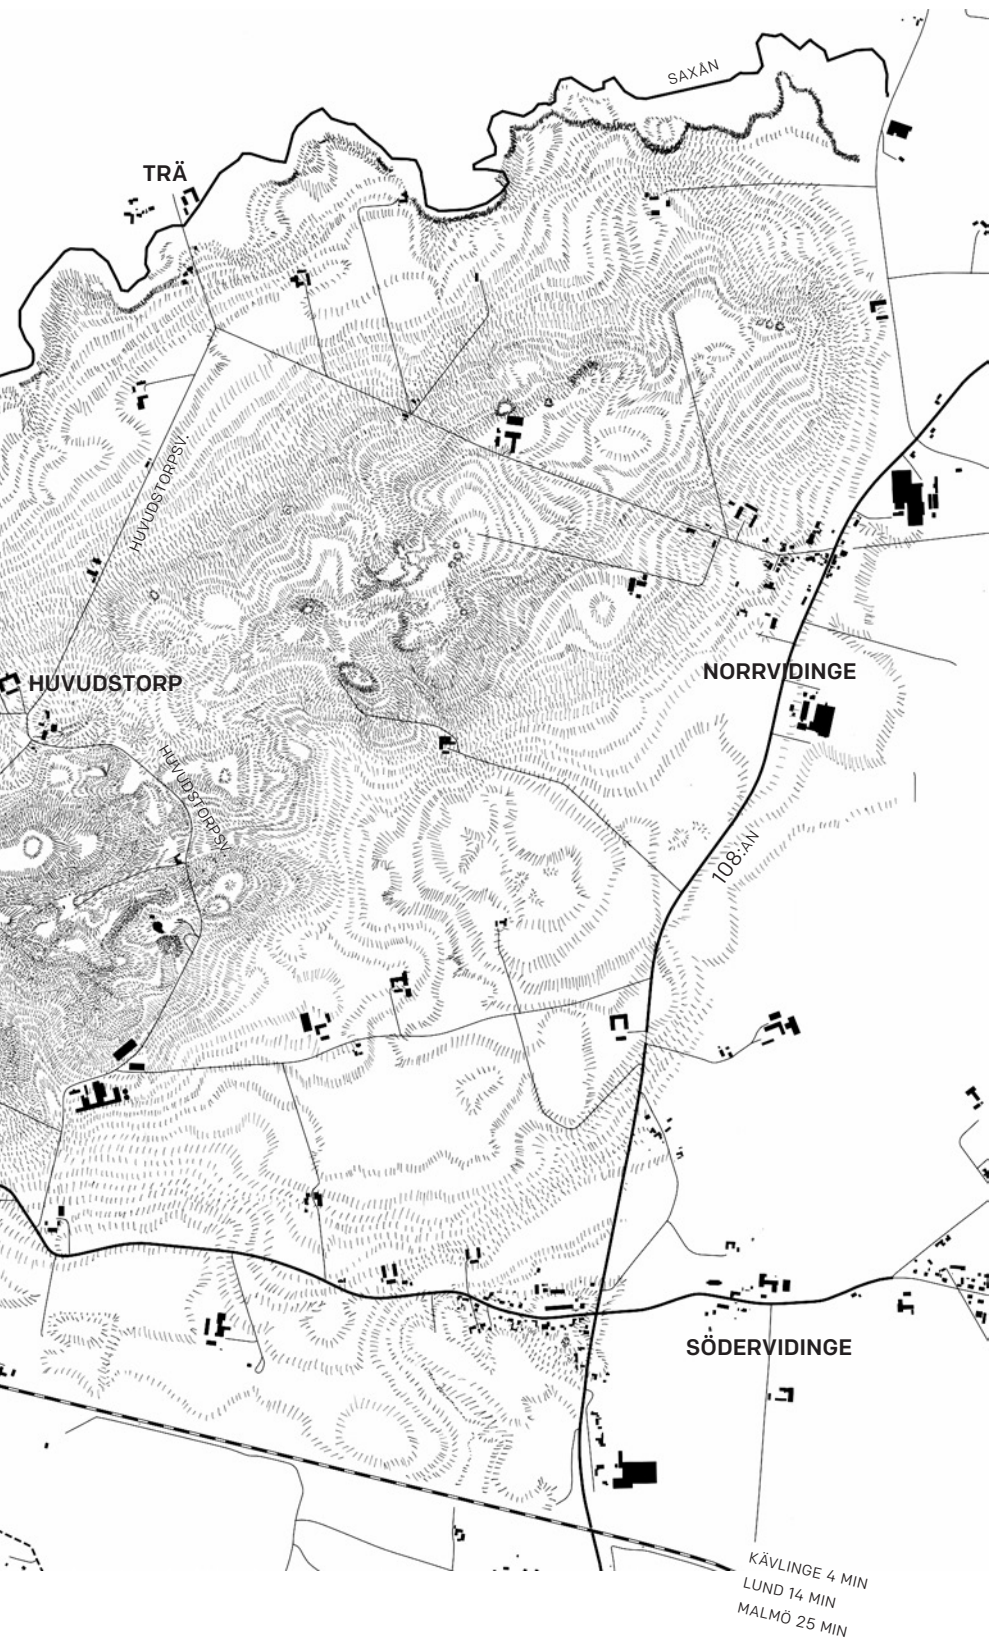 SAXÅN
TRÄ
HUVUDSTORPSV.
HUVUDSTORP
NORRVIDINGE
HUVUDSTORPSV.
108:AN
SÖDERVIDINGE
KÄVLINGE 4 MIN
LUND 14 MIN
MALMÖ 25 MIN